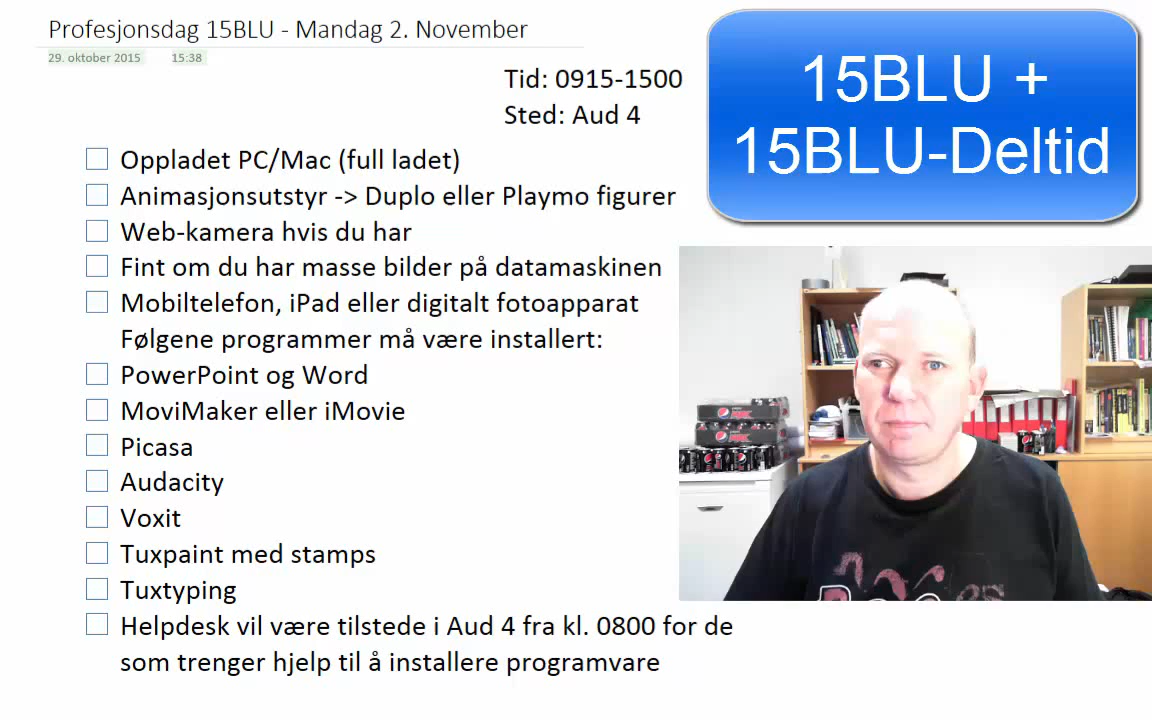 Profesjonsdag 15BLU - Mandag 2. November
29. oktober 2015 15:38
Tid: 0915-1500
Sted: Aud 4
15BLU +
15BLU-Deltid
Oppladet PC/Mac (full ladet)
Animasjonsutstyr -> Duplo eller Playmo figurer
Web-kamera hvis du har
Fint om du har masse bilder på datamaskinen
Mobiltelefon, iPad eller digitalt fotoapparat
Følgene programmer må være installert:
PowerPoint og Word
MoviMaker eller iMovie
Picasa
Audacity
Voxit
Tuxpaint med stamps
Tuxtyping
Helpdesk vil være tilstede i Aud 4 fra kl. 0800 for de
som trenger hjelp til å installere programvare